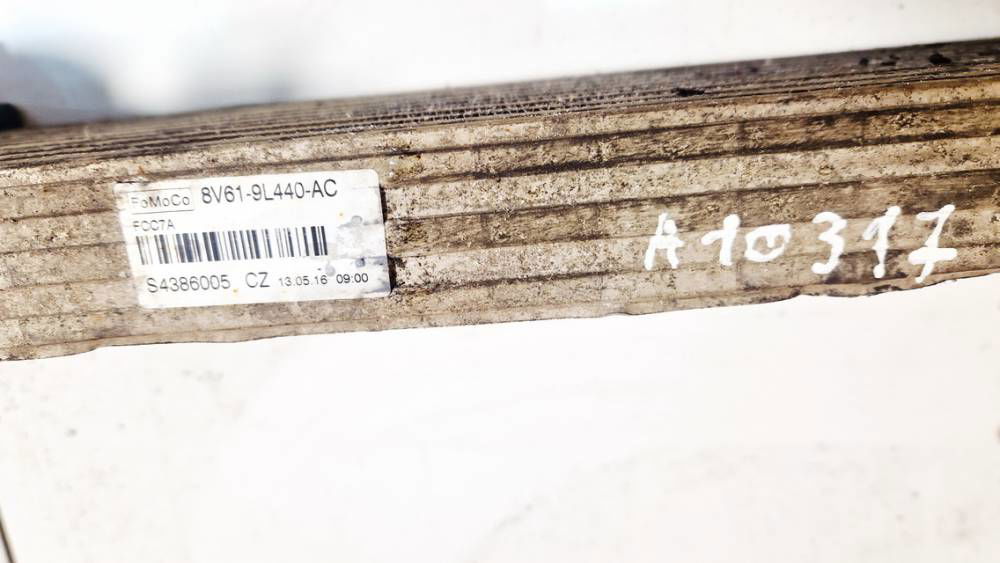 FoMoCo 8V61-9L440-AC
FCC7A
S4386005 CZ 13.05.16 09:00
A10317